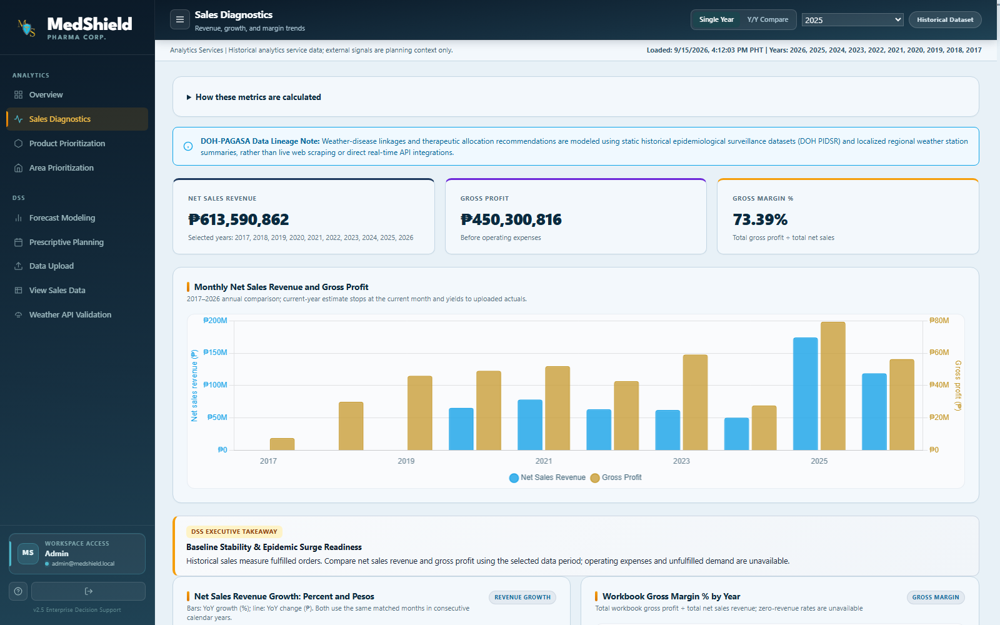 MS
MedShield
PHARMA CORP.
ANALYTICS
Overview
Sales Diagnostics
Product Prioritization
Area Prioritization
DSS
Forecast Modeling
Prescriptive Planning
Data Upload
View Sales Data
Weather API Validation
MS
WORKSPACE ACCESS
Admin
admin@medshield.local
v2.5 Enterprise Decision Support
Sales Diagnostics
Revenue, growth, and margin trends
Single Year
Y/Y Compare
2025
Historical Dataset
Analytics Services | Historical analytics service data; external signals are planning context only.
Loaded: 9/15/2026, 4:12:03 PM PHT | Years: 2026, 2025, 2024, 2023, 2022, 2021, 2020, 2019, 2018, 2017
How these metrics are calculated
DOH-PAGASA Data Lineage Note: Weather-disease linkages and therapeutic allocation recommendations are modeled using static historical epidemiological surveillance datasets (DOH PIDSR) and localized regional weather station
summaries, rather than live web scraping or direct real-time API integrations.
NET SALES REVENUE
₱613,590,862
Selected years: 2017, 2018, 2019, 2020, 2021, 2022, 2023, 2024, 2025, 2026
GROSS PROFIT
₱450,300,816
Before operating expenses
GROSS MARGIN %
73.39%
Total gross profit ÷ total net sales
Monthly Net Sales Revenue and Gross Profit
2017–2026 annual comparison; current-year estimate stops at the current month and yields to uploaded actuals.
Net sales revenue (₱)
₱200M
₱150M
₱100M
₱50M
₱0
₱80M
₱60M
₱40M
₱20M
₱0
Gross profit (₱)
2017
2019
2021
2023
2025
Net Sales Revenue
Gross Profit
DSS EXECUTIVE TAKEAWAY
Baseline Stability & Epidemic Surge Readiness
Historical sales measure fulfilled orders. Compare net sales revenue and gross profit using the selected data period; operating expenses and unfulfilled demand are unavailable.
Net Sales Revenue Growth: Percent and Pesos
REVENUE GROWTH
Bars: YoY growth (%); line: YoY change (₱). Both use the same matched months in consecutive
calendar years.
Workbook Gross Margin % by Year
GROSS MARGIN
Total workbook gross profit ÷ total net sales revenue; zero-revenue rates are unavailable